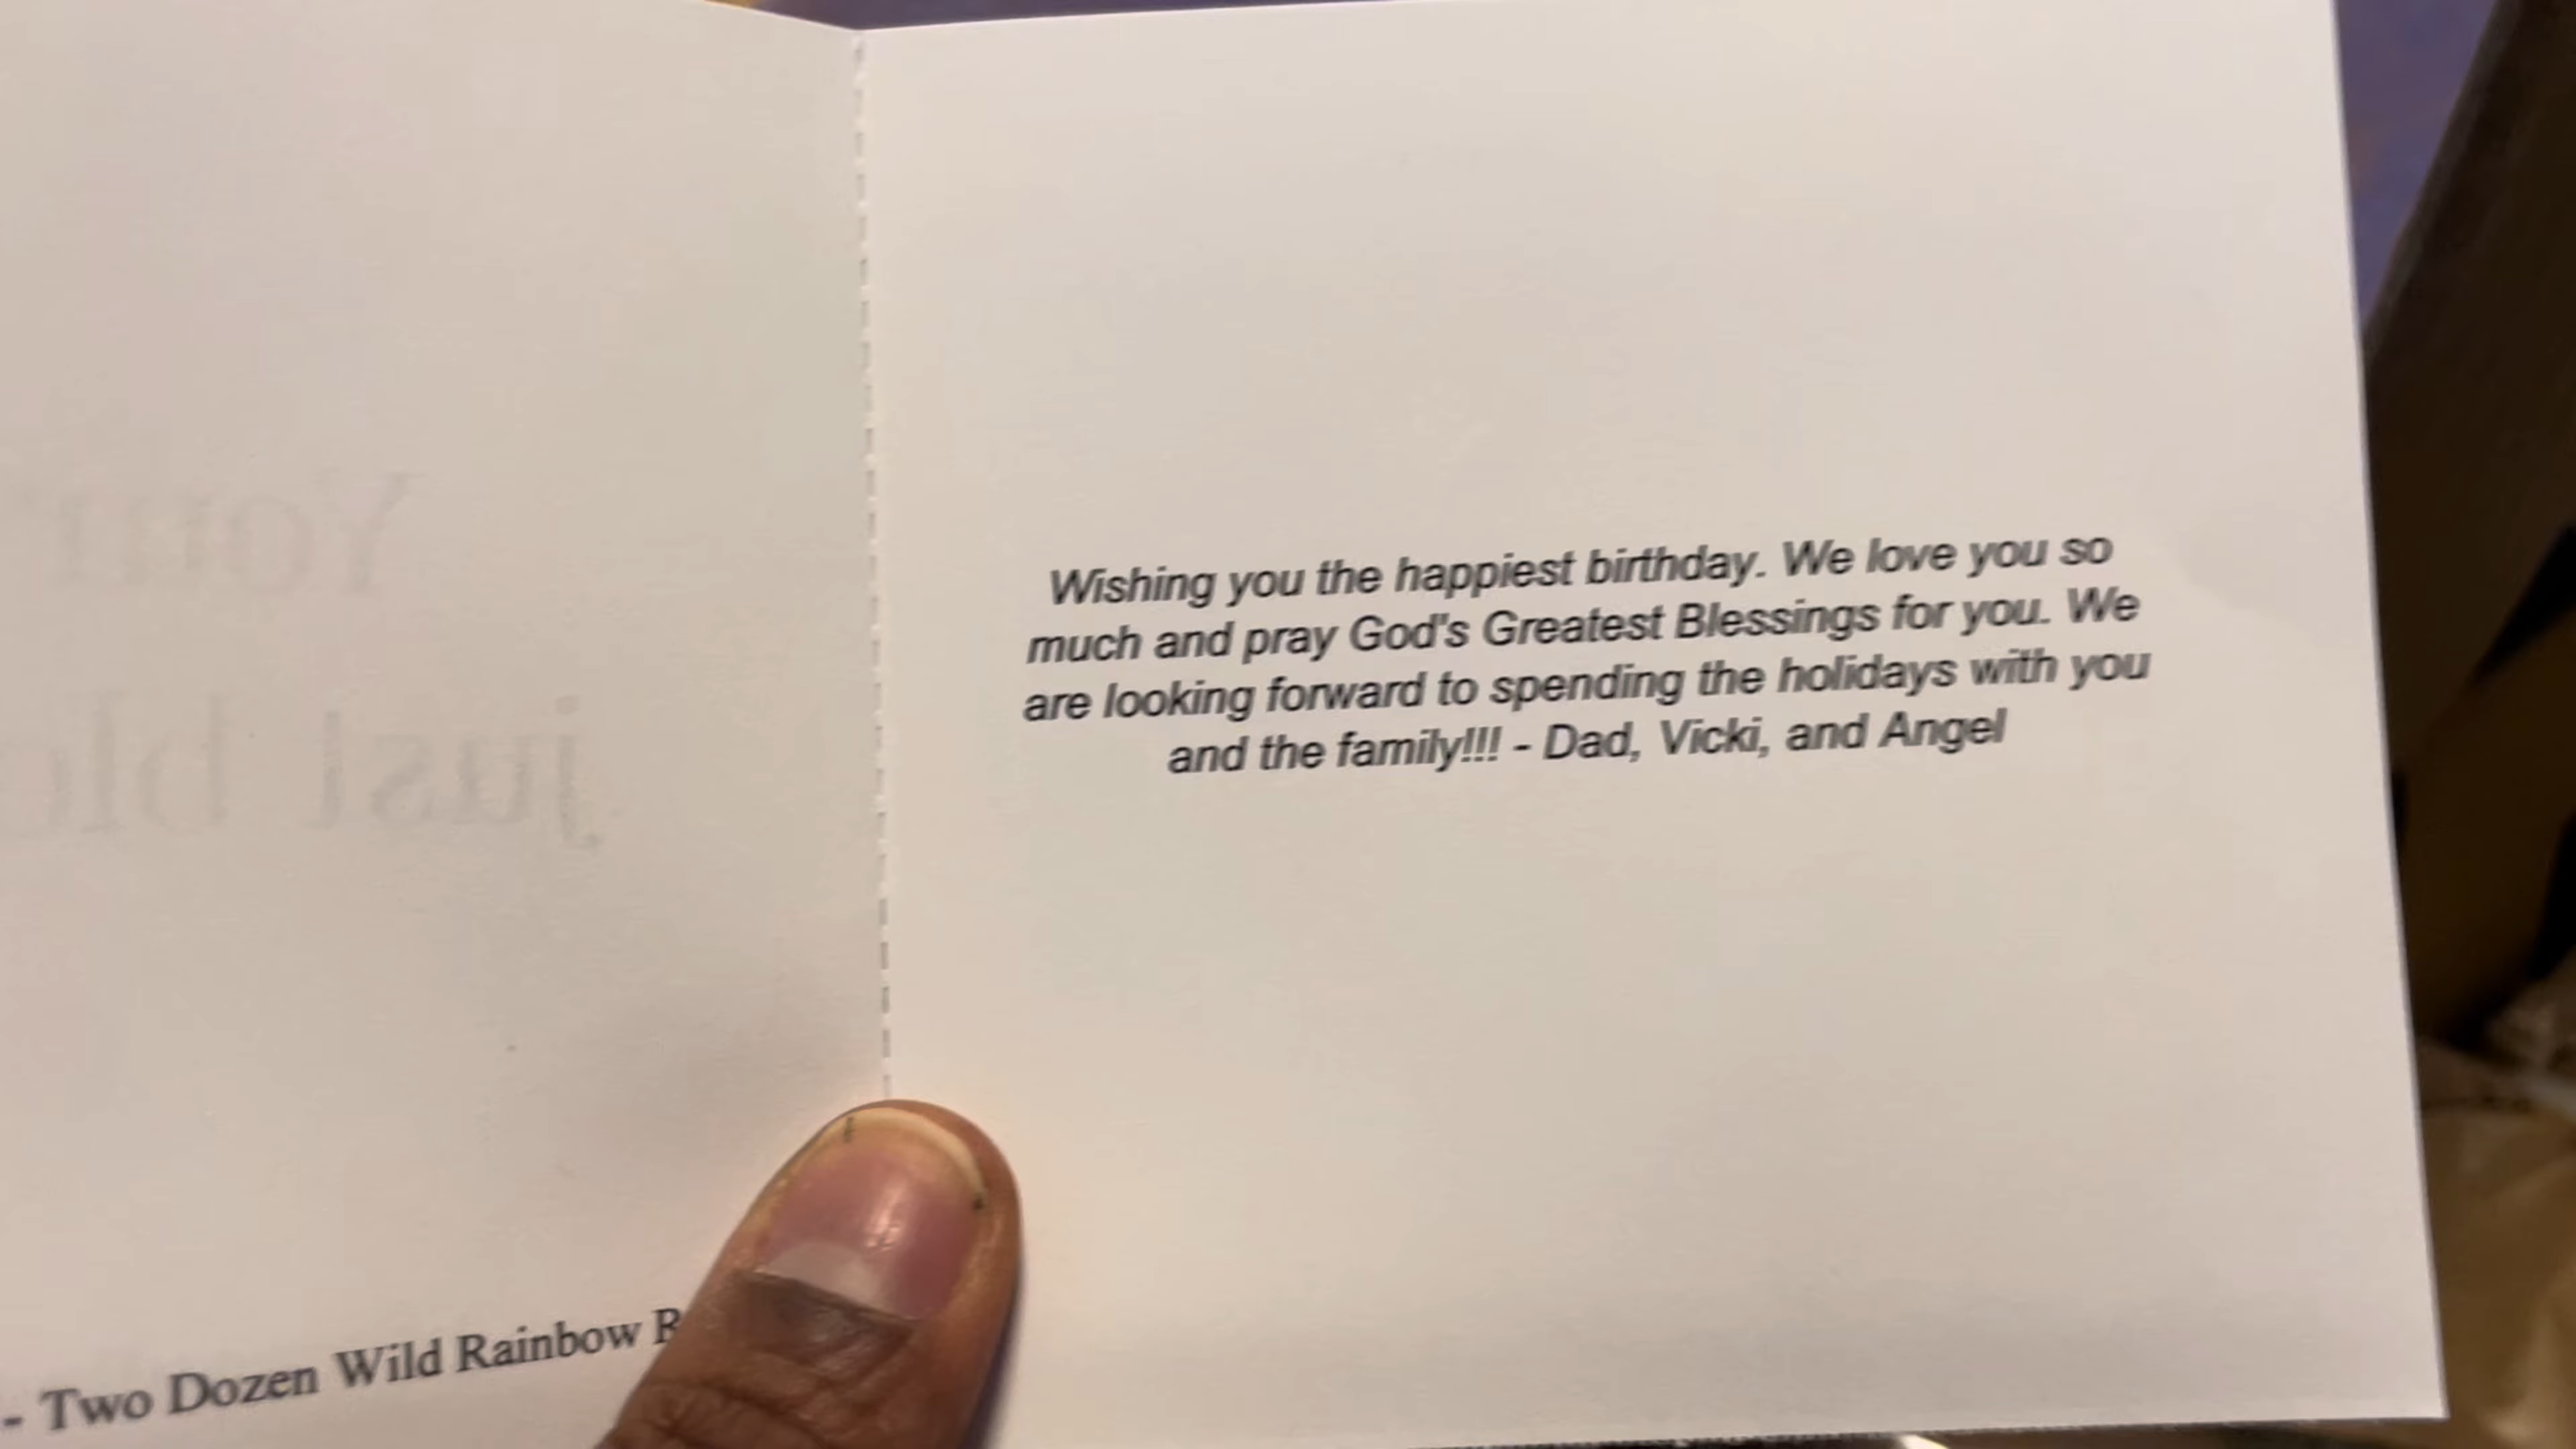 Your
just
Wishing you the happiest birthday. We love you so
much and pray God's Greatest Blessings for you. We
are looking forward to spending the holidays with you
and the family!!! - Dad, Vicki, and Angel
- Two Dozen Wild Rainbow